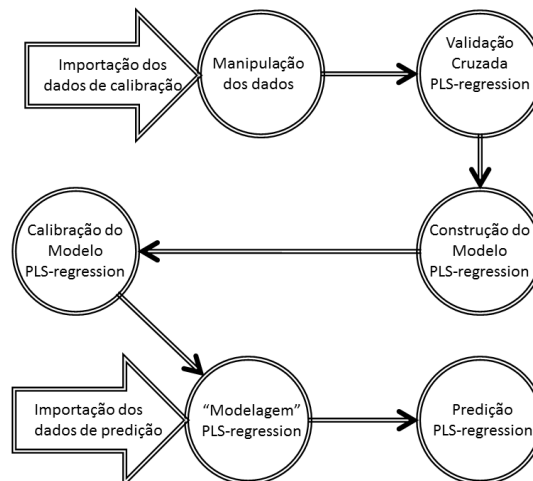 Importação dos
dados de calibração
Manipulação
dos dados
Validação
Cruzada
PLS-regression
Calibração do
Modelo
PLS-regression
Construção do
Modelo
PLS-regression
Importação dos
dados de predição
“Modelagem”
PLS-regression
Predição
PLS-regression